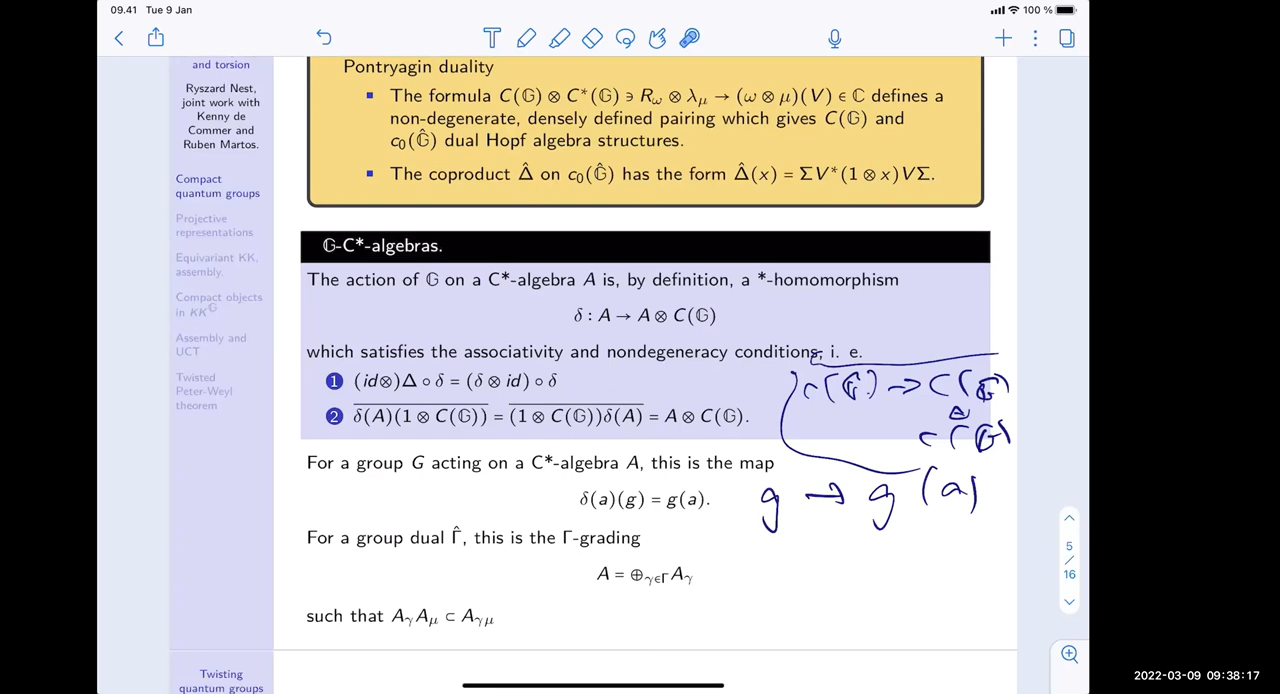 09.41 Tue 9 Jan
100 %
and torsion
Ryszard Nest,
joint work with
Kenny de
Commer and
Ruben Martos.
Compact
quantum groups
Projective
representations
Equivariant KK,
assembly.
Compact objects
in KK^𝔾
Assembly and
UCT
Twisted
Peter-Weyl
theorem
Twisting
quantum groups
Pontryagin duality
▪ The formula C(𝔾) ⊗ C*(𝔾) ∋ R_ω ⊗ λ_μ → (ω ⊗ μ)(V) ∈ ℂ defines a
non-degenerate, densely defined pairing which gives C(𝔾) and
c₀(𝔾̂) dual Hopf algebra structures.
▪ The coproduct Δ̂ on c₀(𝔾̂) has the form Δ̂(x) = ΣV*(1 ⊗ x)VΣ.
𝔾-C*-algebras.
The action of 𝔾 on a C*-algebra A is, by definition, a *-homomorphism
δ : A → A ⊗ C(𝔾)
which satisfies the associativity and nondegeneracy conditions, i. e.
1 (id⊗)Δ ∘ δ = (δ ⊗ id) ∘ δ
2 \overline{δ(A)(1 ⊗ C(𝔾))} = \overline{(1 ⊗ C(𝔾))δ(A)} = A ⊗ C(𝔾).
C(𝔾) → C(𝔾)
⊗
C(𝔾)
For a group G acting on a C*-algebra A, this is the map
δ(a)(g) = g(a).
g → g(a)
For a group dual Γ̂, this is the Γ-grading
A = ⊕_{γ∈Γ} A_γ
such that A_γ A_μ ⊂ A_{γμ}
5
/
16
2022-03-09 09:38:17